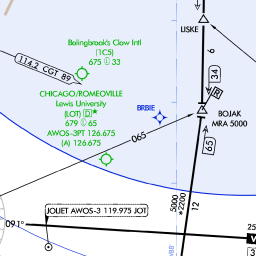 LISKE
Bolingbrook's Clow Intl
(1C5)
675 33
9
114.2 CGT 89
34
R
CHICAGO/ROMEOVILLE
Lewis University
(LOT) D*
679 65
AWOS-3PT 126.675
(A) 126.675
BRBIE
BOJAK
MRA 5000
065
65
5000
*2200
12
JOLIET AWOS-3 119.975 JOT
091°
25
V